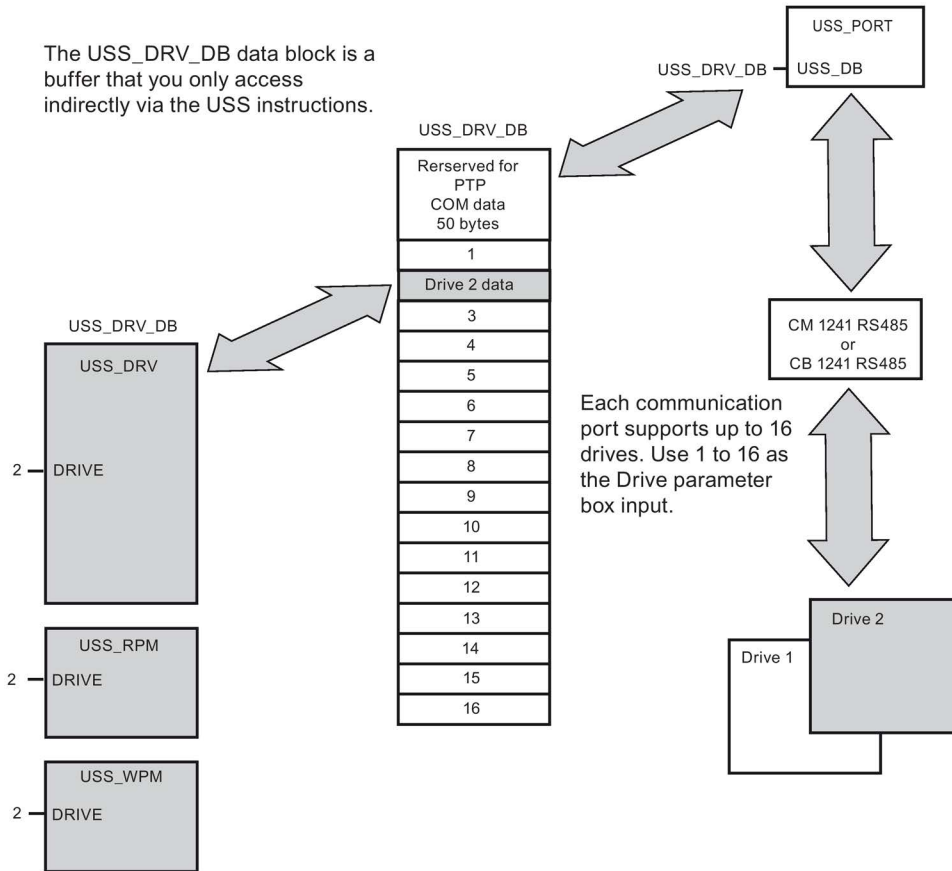 The USS_DRV_DB data block is a
buffer that you only access
indirectly via the USS instructions.
USS_PORT
USS_DRV_DB
USS_DB
USS_DRV_DB
Rerserved for
PTP
COM data
50 bytes
1
Drive 2 data
3
4
5
6
7
8
9
10
11
12
13
14
15
16
USS_DRV_DB
USS_DRV
2
DRIVE
USS_RPM
2
DRIVE
USS_WPM
2
DRIVE
CM 1241 RS485
or
CB 1241 RS485
Each communication
port supports up to 16
drives. Use 1 to 16 as
the Drive parameter
box input.
Drive 2
Drive 1